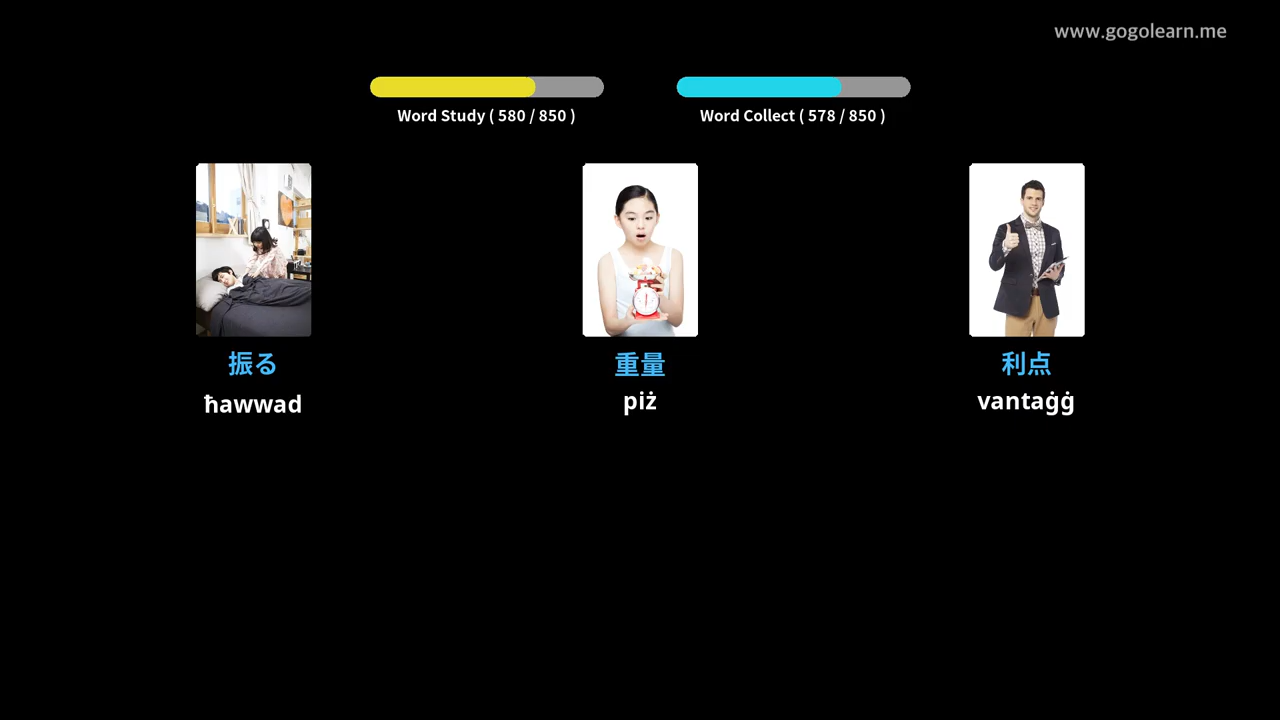 www.gogolearn.me
Word Study ( 580 / 850 )
Word Collect ( 578 / 850 )
振る
重量
利点
ħawwad
piż
vantaġġ